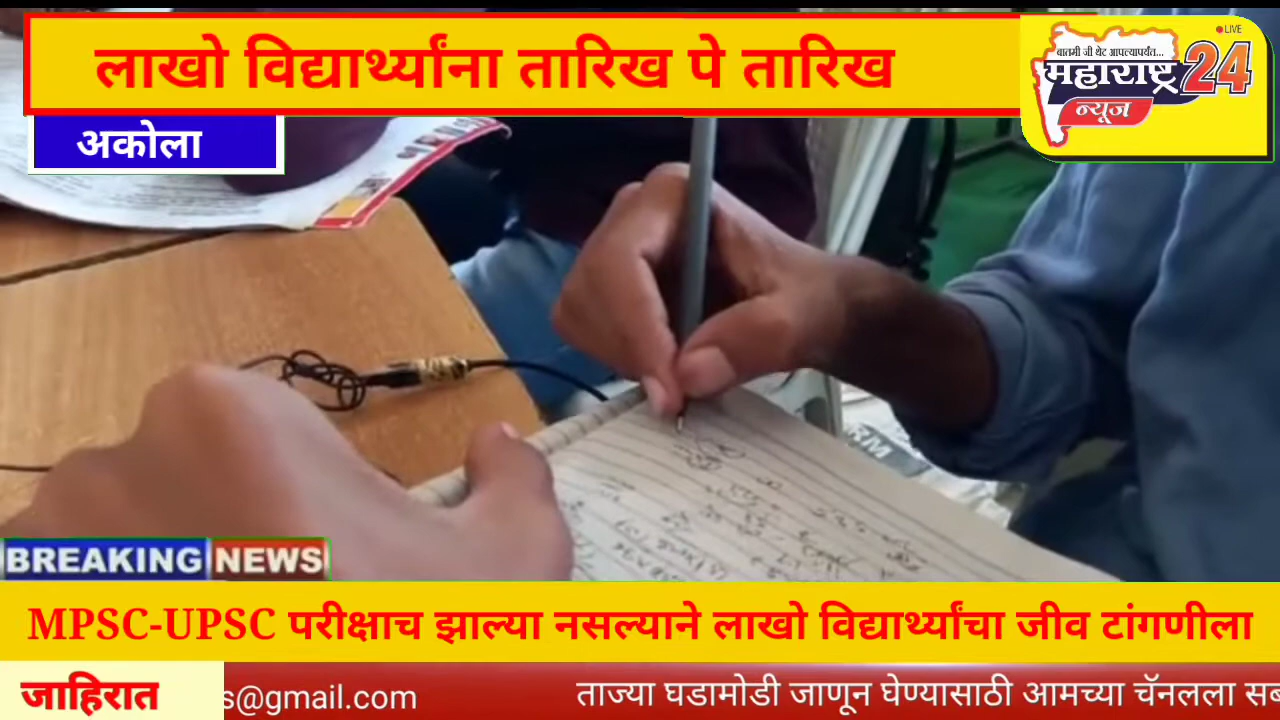 लाखो विद्यार्थ्यांना तारिख पे तारिख
LIVE
बातमी जी थेट आपल्यापर्यंत...
महाराष्ट्र 24
न्यूज
अकोला
BREAKING NEWS
MPSC-UPSC परीक्षाच झाल्या नसल्याने लाखो विद्यार्थ्यांचा जीव टांगणीला
जाहिरात
s@gmail.com
ताज्या घडामोडी जाणून घेण्यासाठी आमच्या चॅनलला सब